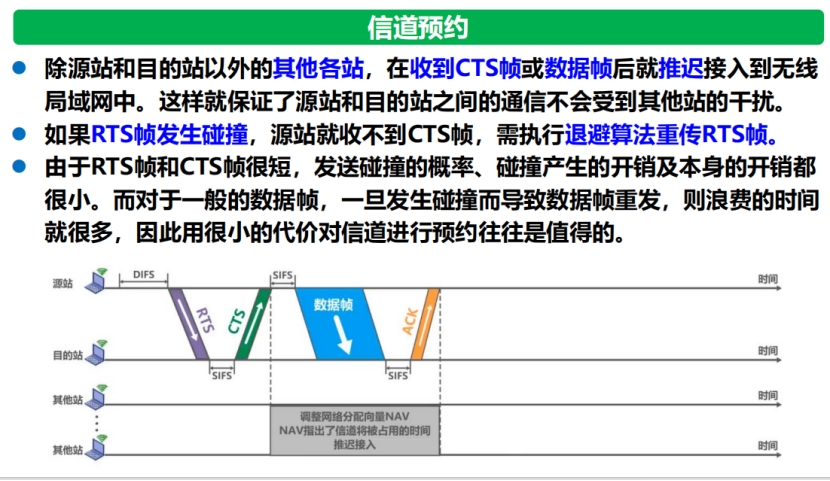 信道预约
除源站和目的站以外的其他各站，在收到CTS帧或数据帧后就推迟接入到无线
局域网中。这样就保证了源站和目的站之间的通信不会受到其他站的干扰。
如果RTS帧发生碰撞，源站就收不到CTS帧，需执行退避算法重传RTS帧。
由于RTS帧和CTS帧很短，发送碰撞的概率、碰撞产生的开销及本身的开销都
很小。而对于一般的数据帧，一旦发生碰撞而导致数据帧重发，则浪费的时间
就很多，因此用很小的代价对信道进行预约往往是值得的。
DIFS
SIFS
源站
时间
RTS
CTS
数据帧
ACK
目的站
时间
SIFS
SIFS
其他站
时间
调整网络分配向量NAV
NAV指出了信道将被占用的时间
推迟接入
其他站
时间